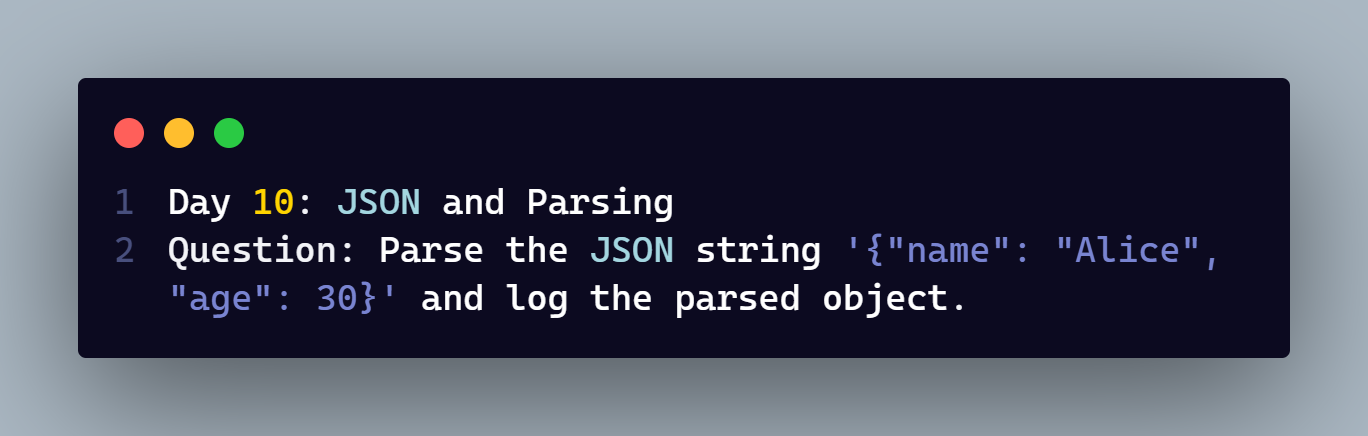 1 Day 10: JSON and Parsing
2 Question: Parse the JSON string '{"name": "Alice",
"age": 30}' and log the parsed object.